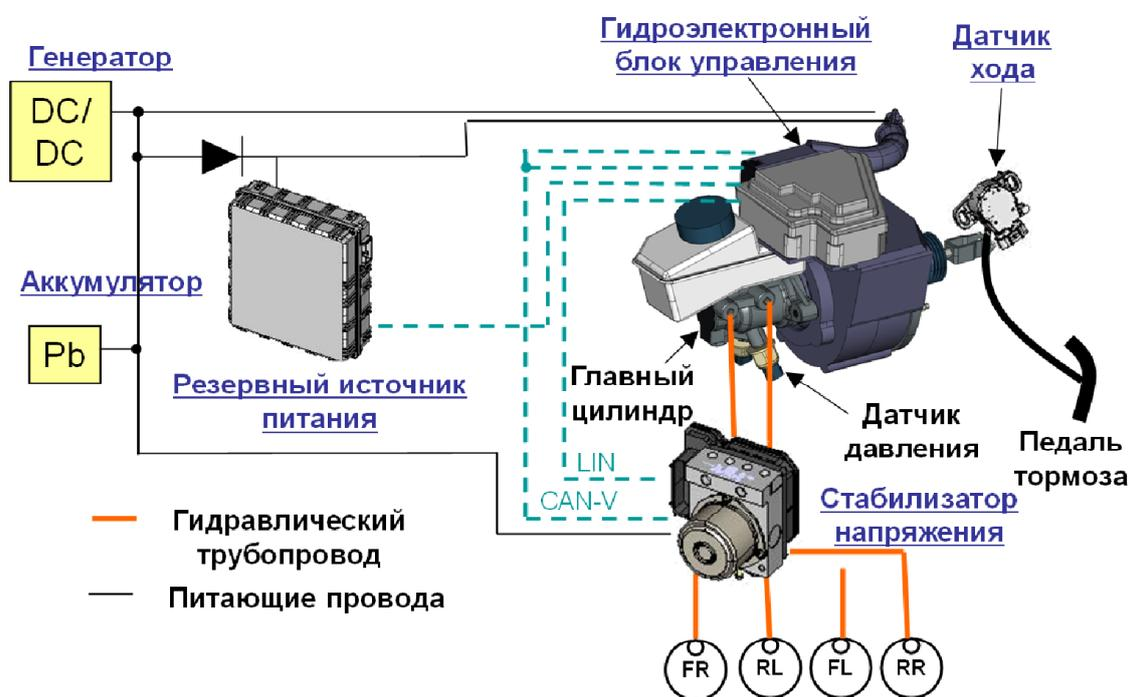 Генератор
DC/
DC
Гидроэлектронный
блок управления
Датчик
хода
Аккумулятор
Pb
Резервный источник
питания
Главный
цилиндр
Датчик
давления
Педаль
тормоза
LIN
CAN-V
Стабилизатор
напряжения
Гидравлический
трубопровод
Питающие провода
FR
RL
FL
RR